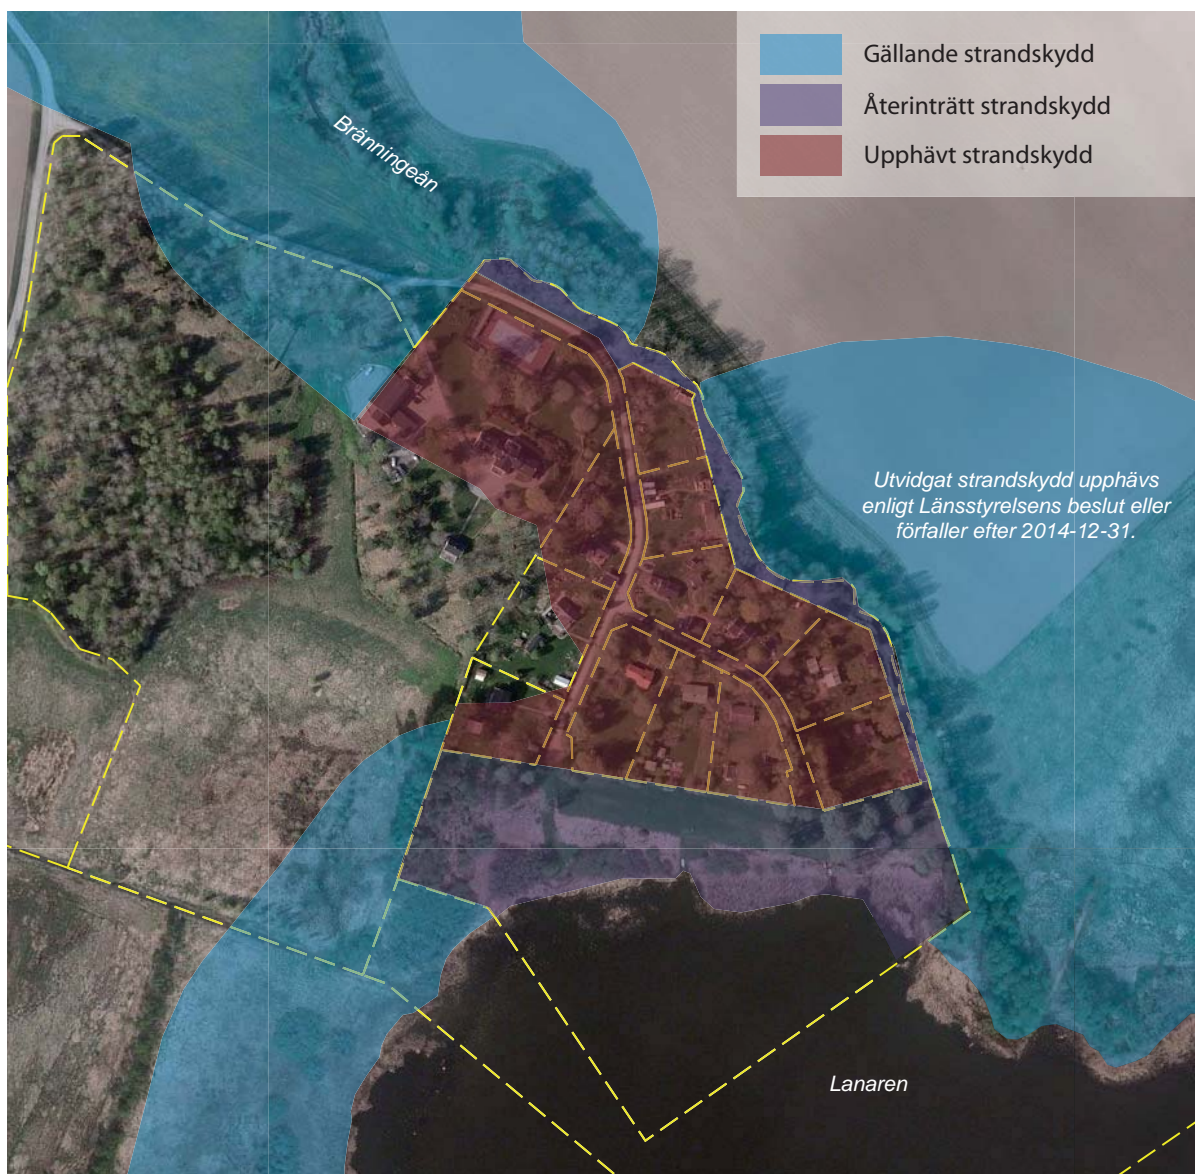 Gällande strandskydd
Återinträtt strandskydd
Upphävt strandskydd
Bränningeån
Utvidgat strandskydd upphävs
enligt Länsstyrelsens beslut eller
förfaller efter 2014-12-31.
Lanaren